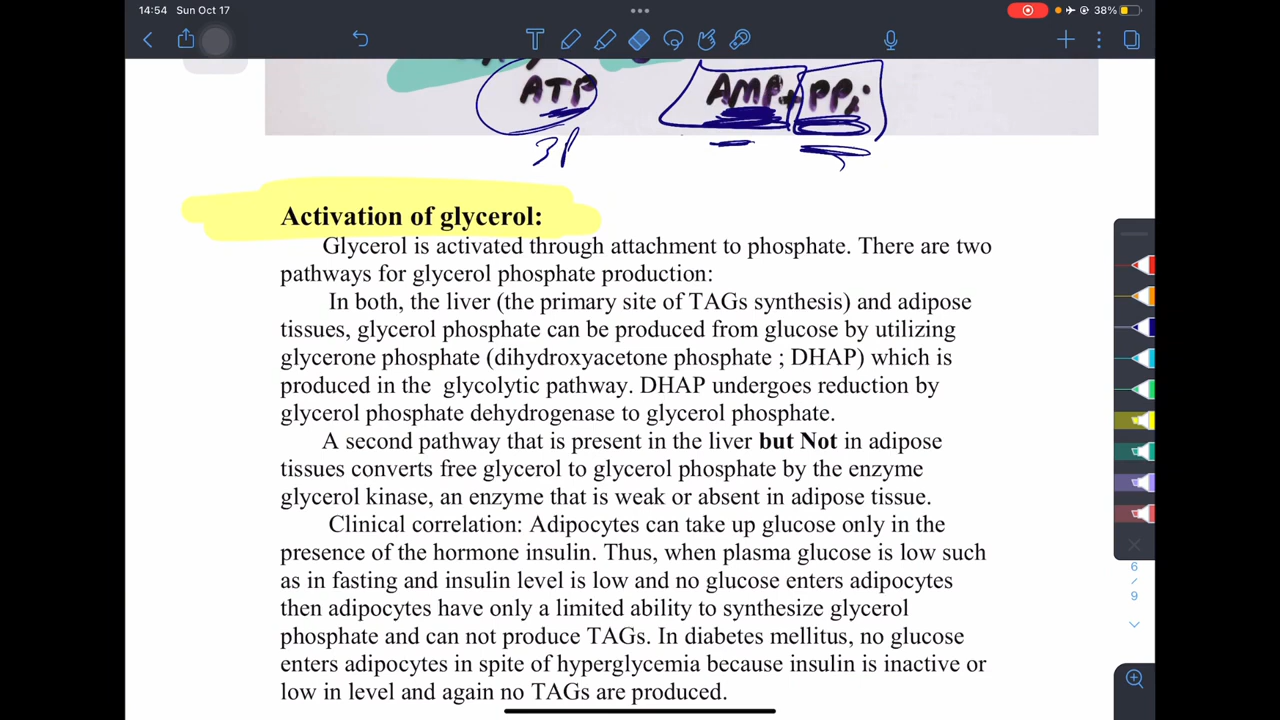 14:54 Sun Oct 17
38%
ATP
AMP + PPi
3P
Activation of glycerol:
Glycerol is activated through attachment to phosphate. There are two
pathways for glycerol phosphate production:
In both, the liver (the primary site of TAGs synthesis) and adipose
tissues, glycerol phosphate can be produced from glucose by utilizing
glycerone phosphate (dihydroxyacetone phosphate ; DHAP) which is
produced in the glycolytic pathway. DHAP undergoes reduction by
glycerol phosphate dehydrogenase to glycerol phosphate.
A second pathway that is present in the liver but Not in adipose
tissues converts free glycerol to glycerol phosphate by the enzyme
glycerol kinase, an enzyme that is weak or absent in adipose tissue.
Clinical correlation: Adipocytes can take up glucose only in the
presence of the hormone insulin. Thus, when plasma glucose is low such
as in fasting and insulin level is low and no glucose enters adipocytes
then adipocytes have only a limited ability to synthesize glycerol
phosphate and can not produce TAGs. In diabetes mellitus, no glucose
enters adipocytes in spite of hyperglycemia because insulin is inactive or
low in level and again no TAGs are produced.
6
/
9